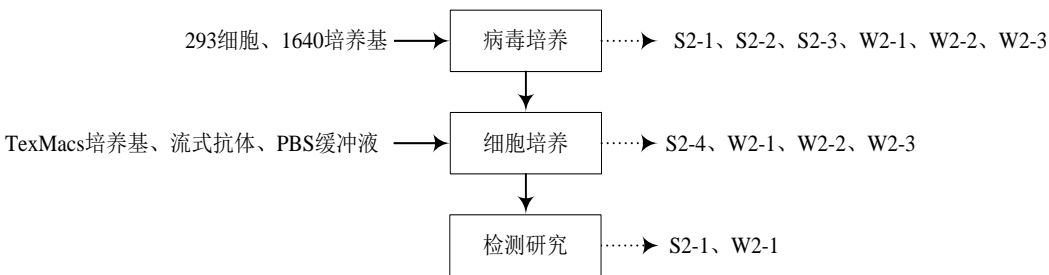 293细胞、1640培养基 病毒培养 S2-1、S2-2、S2-3、W2-1、W2-2、W2-3
TexMacs培养基、流式抗体、PBS缓冲液 细胞培养 S2-4、W2-1、W2-2、W2-3
检测研究 S2-1、W2-1